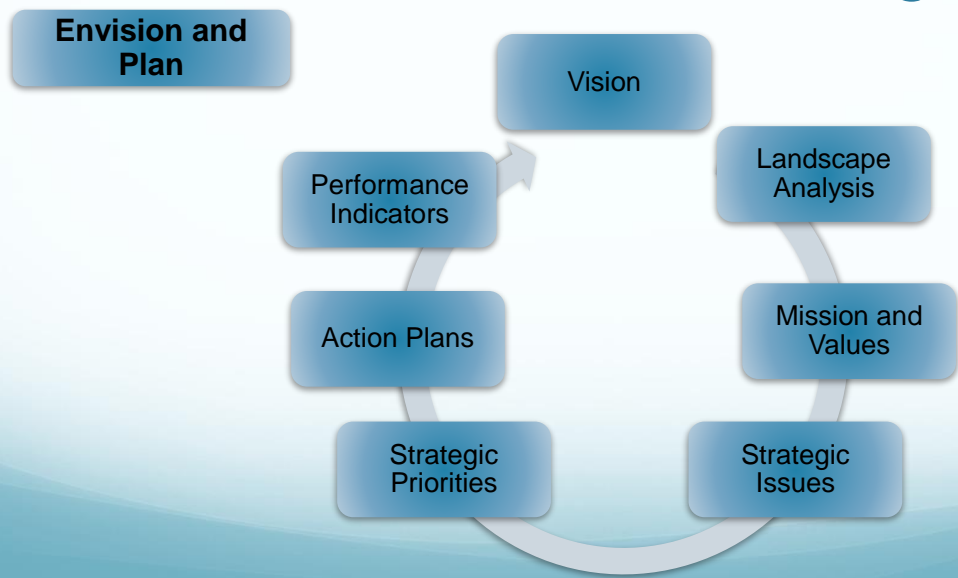 Envision and
Plan
Vision
Landscape
Analysis
Mission and
Values
Strategic
Issues
Strategic
Priorities
Action Plans
Performance
Indicators